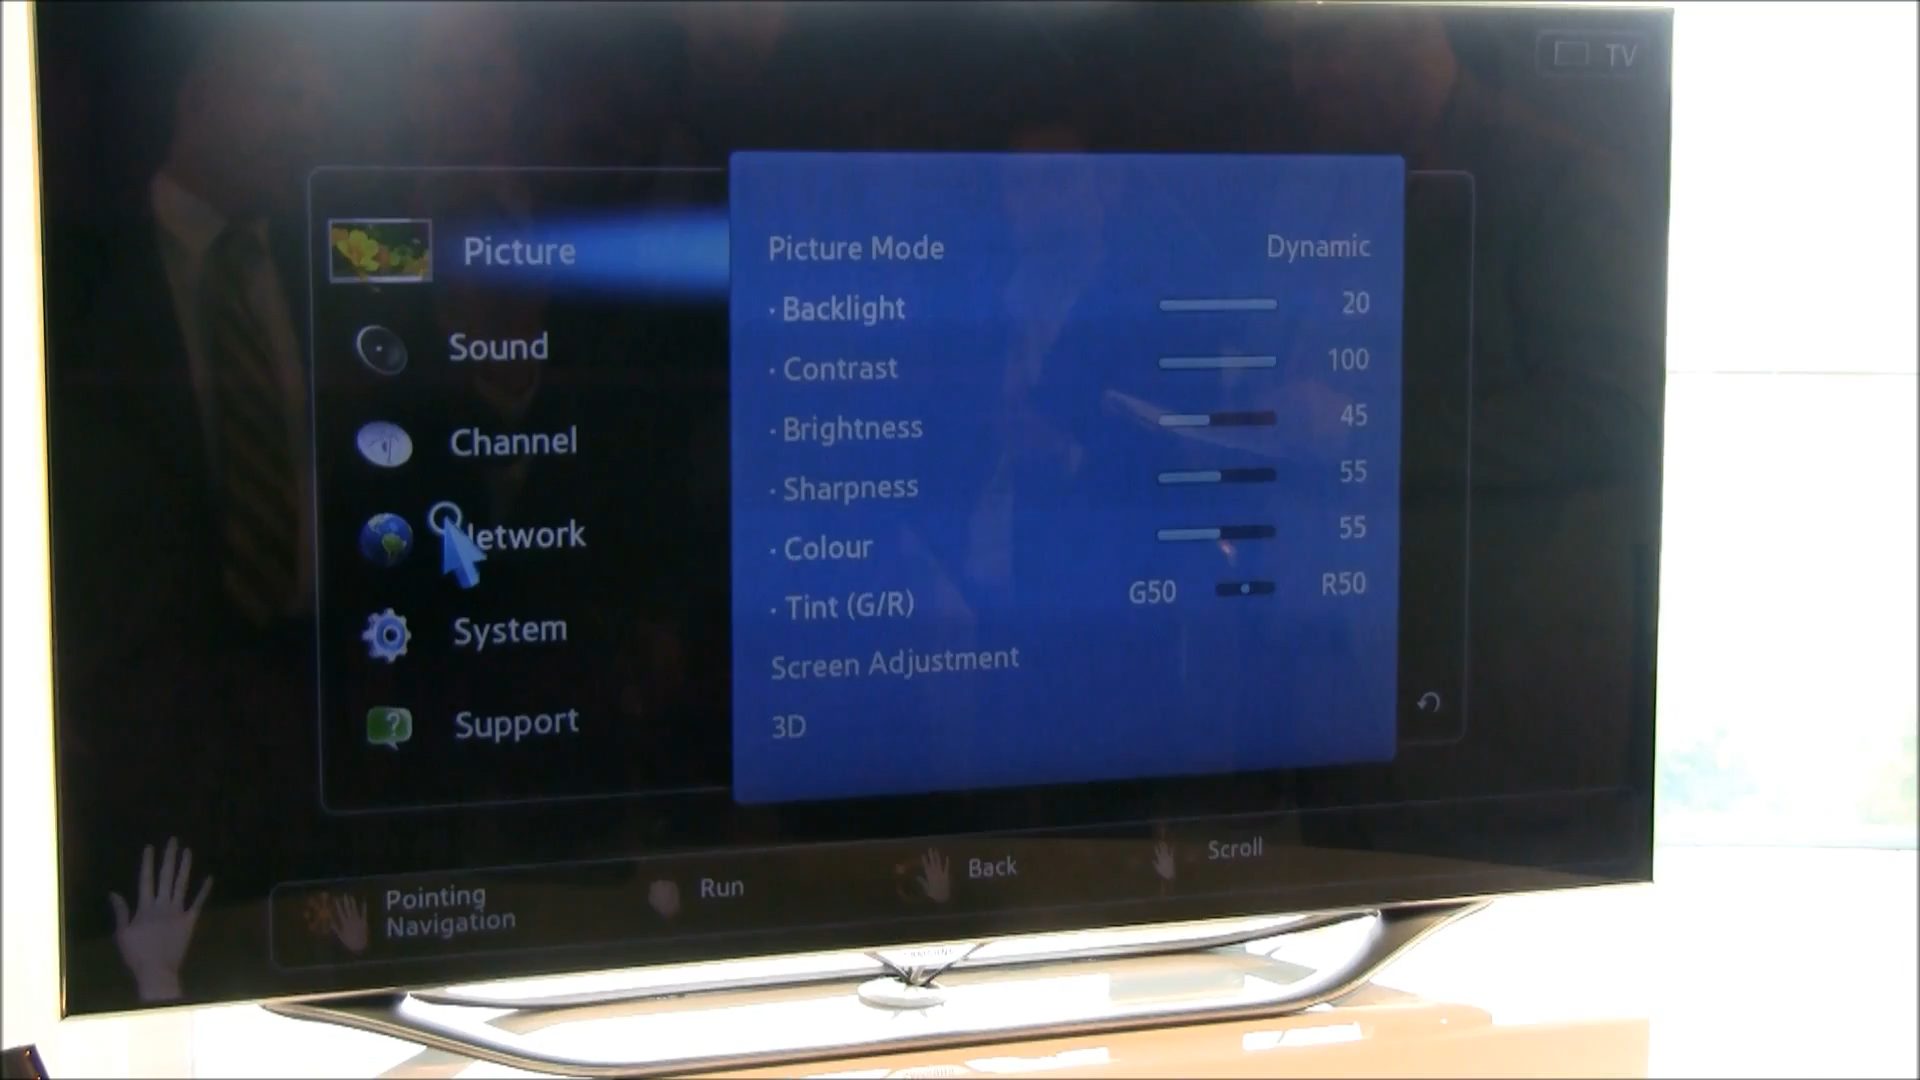 TV
Picture
Sound
Channel
Network
System
Support
Picture Mode Dynamic
· Backlight 20
· Contrast 100
· Brightness 45
· Sharpness 55
· Colour 55
· Tint (G/R) G50 R50
Screen Adjustment
3D
Pointing
Navigation
Run
Back
Scroll
SAMSUNG